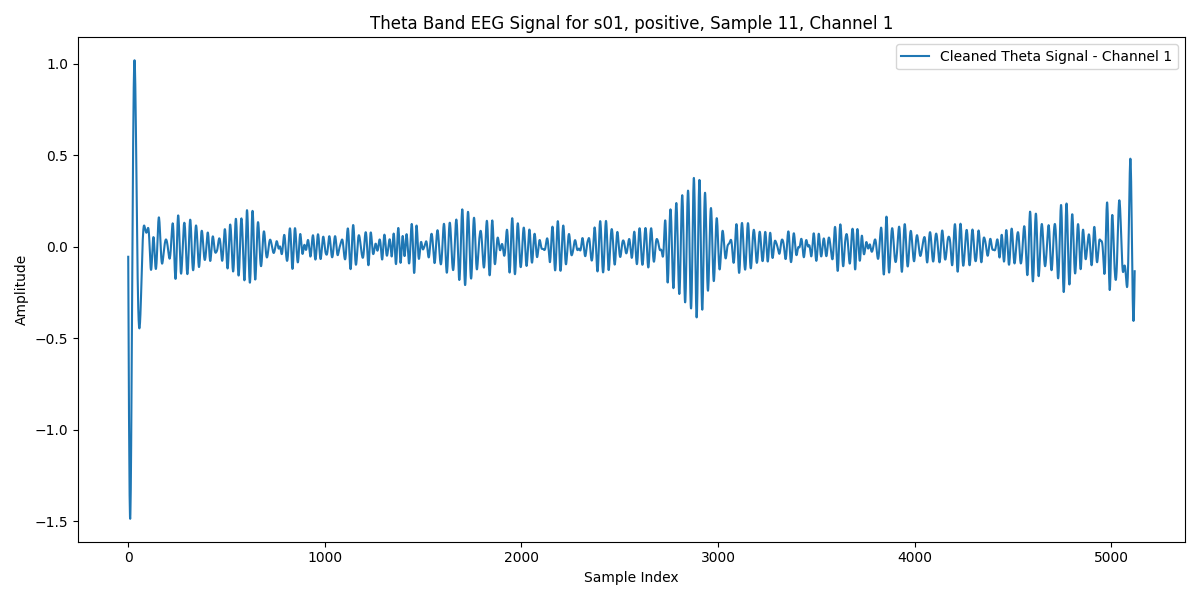 Theta Band EEG Signal for s01, positive, Sample 11, Channel 1
Cleaned Theta Signal - Channel 1
Amplitude
1.0
0.5
0.0
−0.5
−1.0
−1.5
0 1000 2000 3000 4000 5000
Sample Index